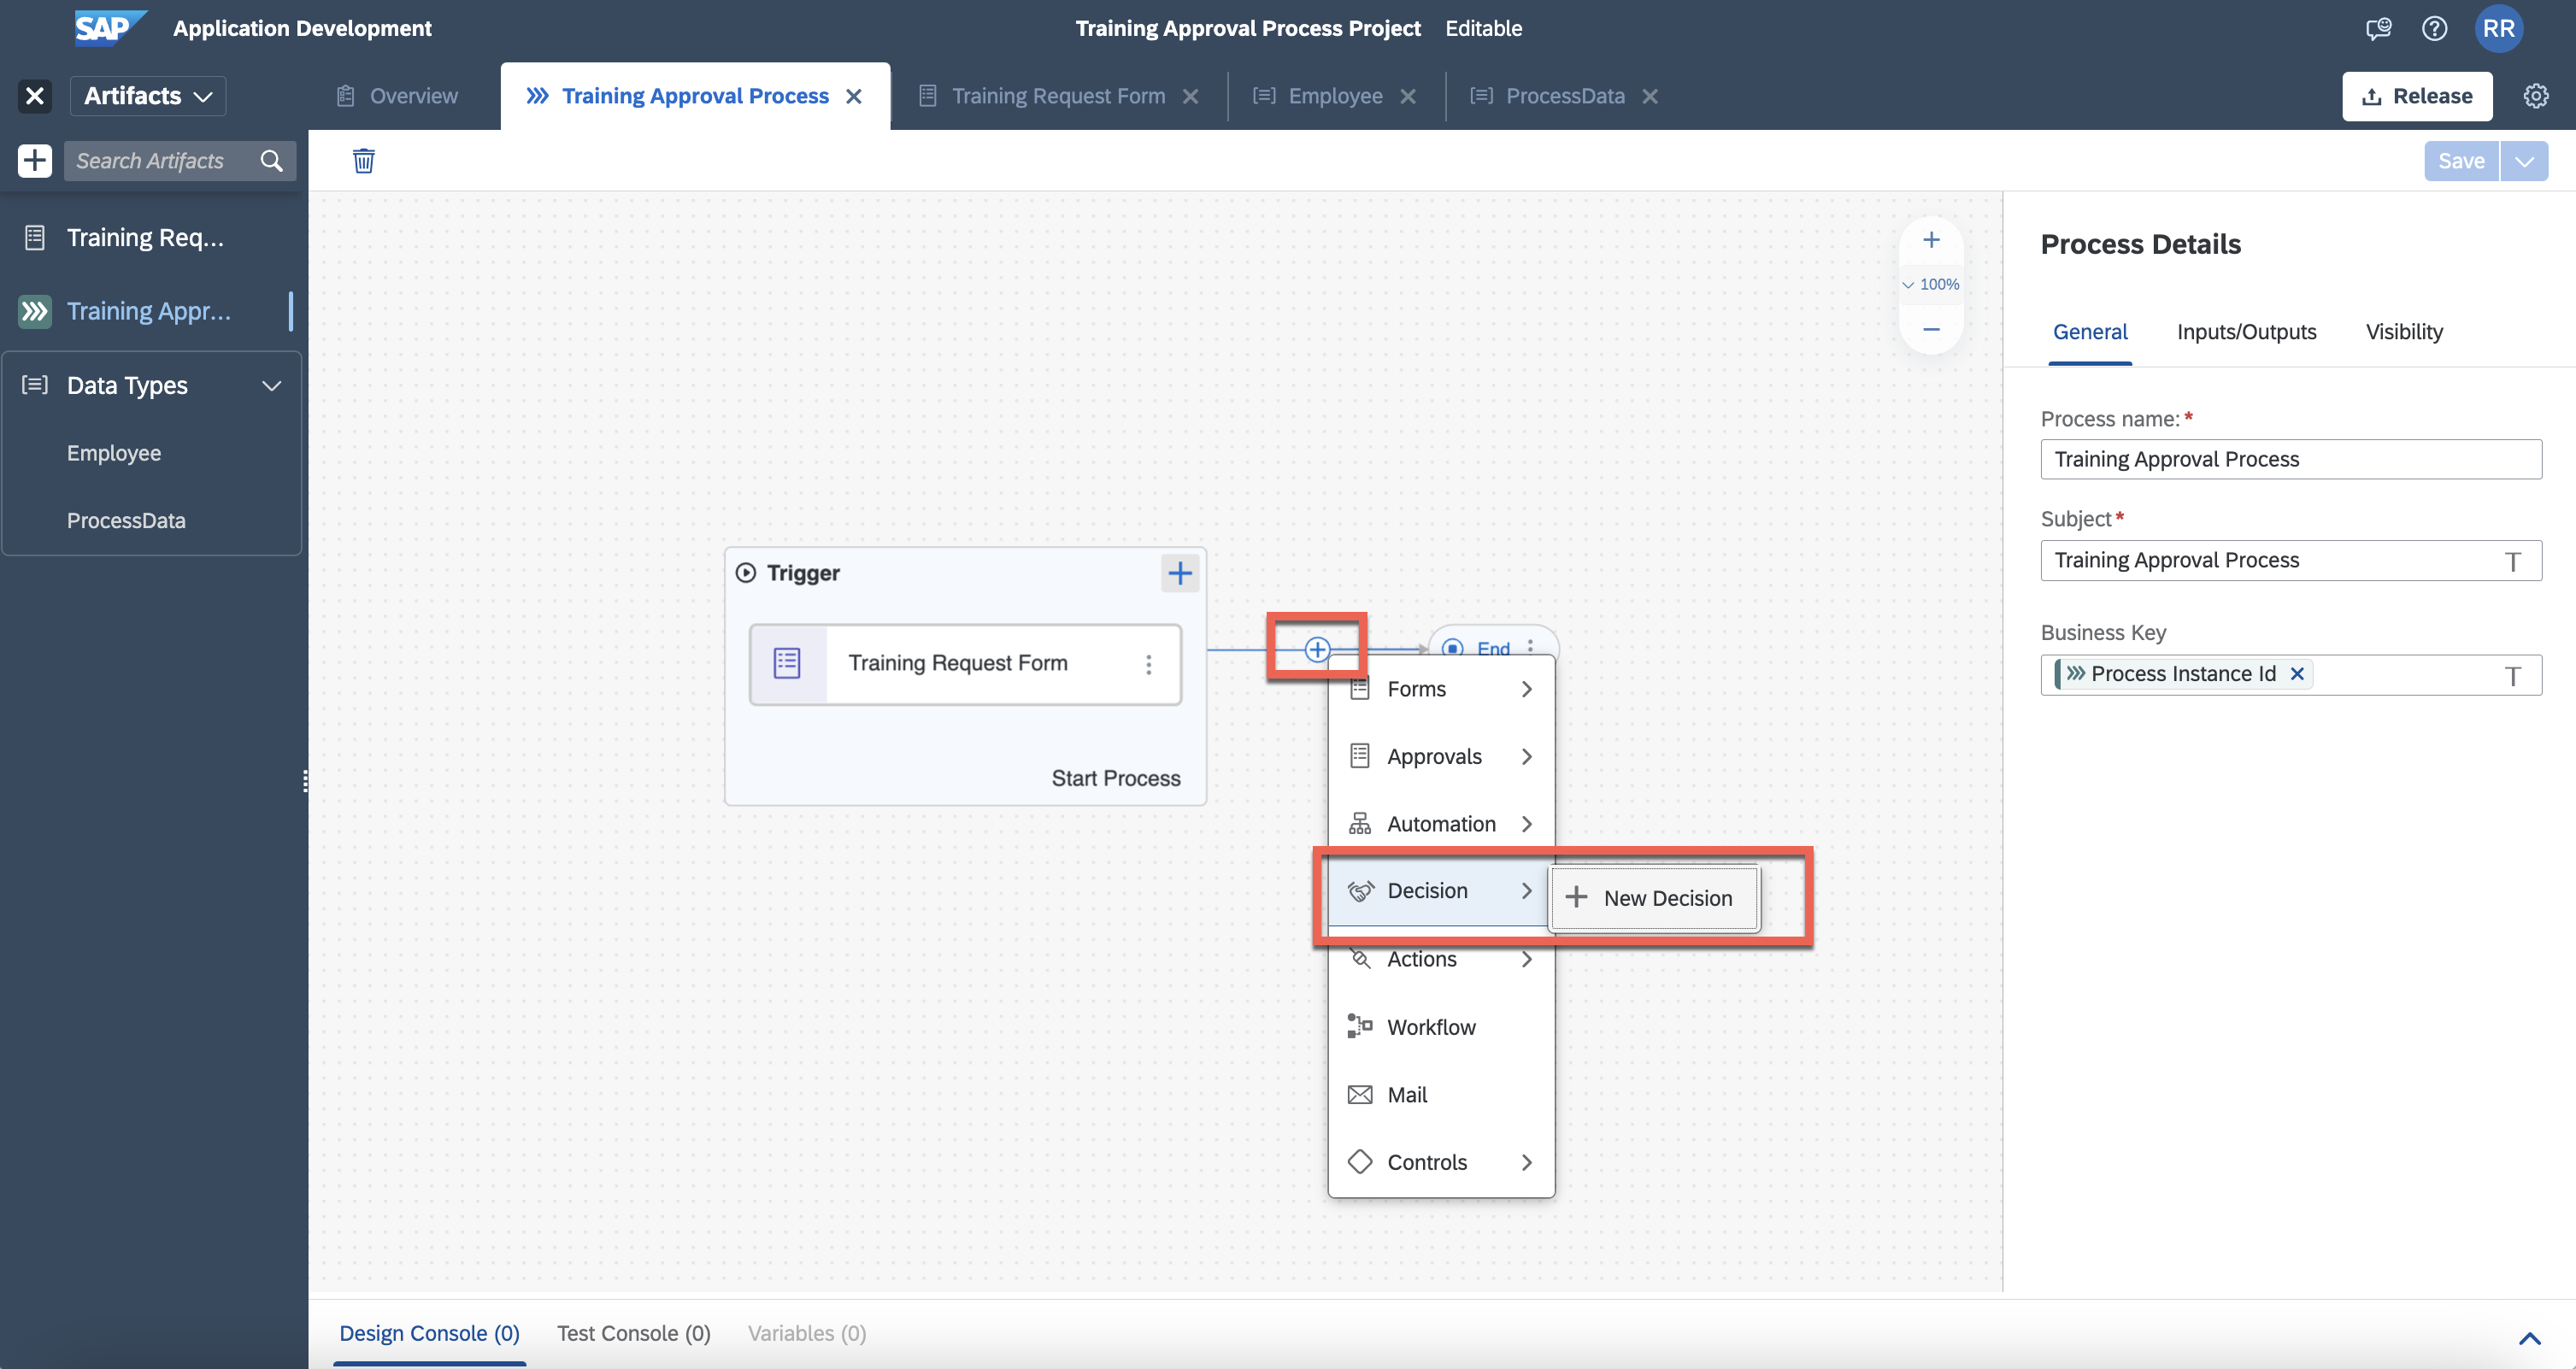 SAP Application Development Training Approval Process Project Editable RR
Artifacts Overview Training Approval Process Training Request Form Employee ProcessData Release
Search Artifacts
Save
Training Req...
Training Appr...
Data Types
Employee
ProcessData
100%
Trigger
Training Request Form
Start Process
End
Forms
Approvals
Automation
Decision
New Decision
Actions
Workflow
Mail
Controls
Process Details
General Inputs/Outputs Visibility
Process name:*
Training Approval Process
Subject*
Training Approval Process
Business Key
Process Instance Id
Design Console (0) Test Console (0) Variables (0)